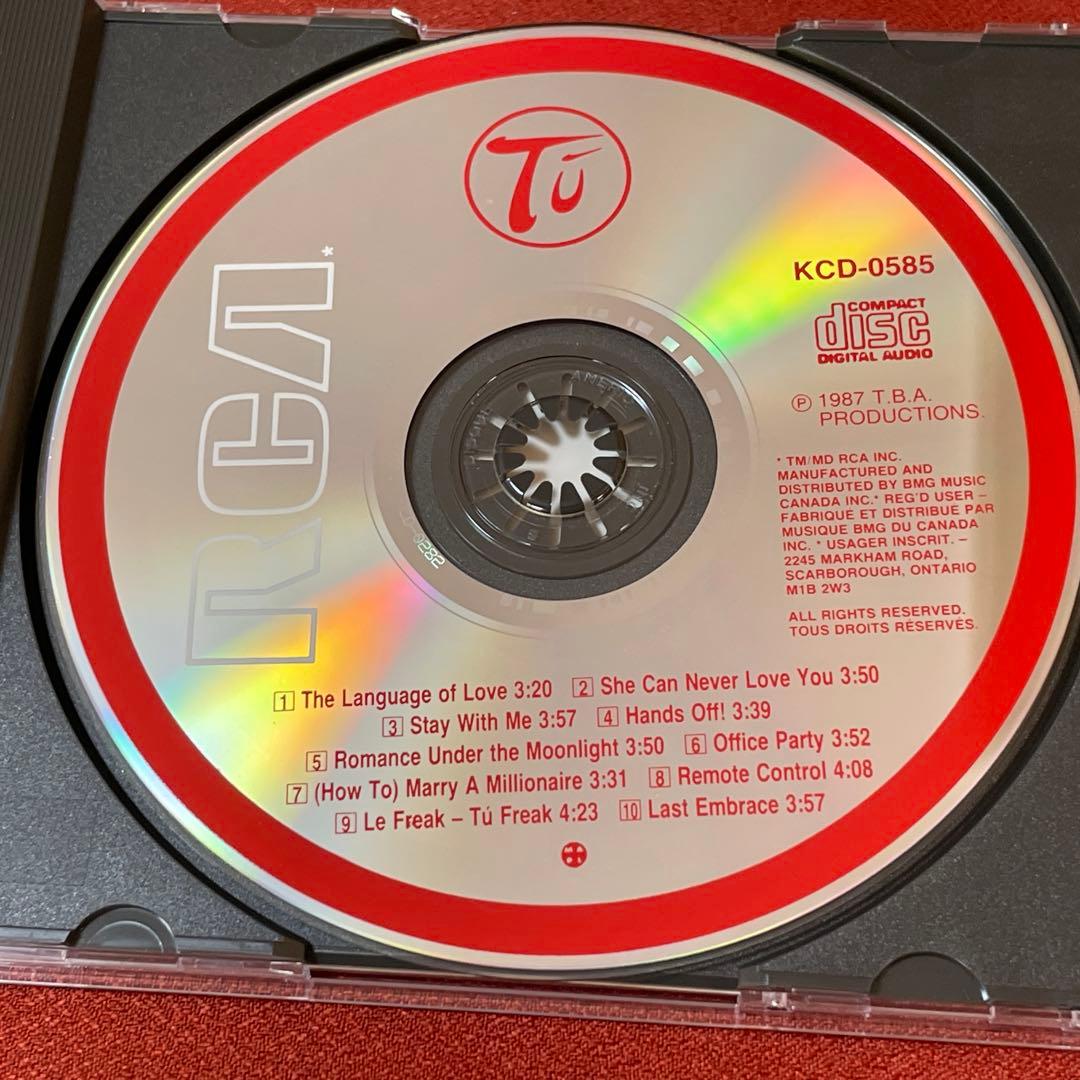 Tú
RCA*
KCD-0585
COMPACT
disc
DIGITAL AUDIO
℗ 1987 T.B.A.
PRODUCTIONS.
* TM/MD RCA INC.
MANUFACTURED AND
DISTRIBUTED BY BMG MUSIC
CANADA INC.* REG'D USER –
FABRIQUÉ ET DISTRIBUÉ PAR
MUSIQUE BMG DU CANADA
INC. * USAGER INSCRIT. –
2245 MARKHAM ROAD,
SCARBOROUGH, ONTARIO
M1B 2W3
ALL RIGHTS RESERVED.
TOUS DROITS RÉSERVÉS.
1 The Language of Love 3:20 2 She Can Never Love You 3:50
3 Stay With Me 3:57 4 Hands Off! 3:39
5 Romance Under the Moonlight 3:50 6 Office Party 3:52
7 (How To) Marry A Millionaire 3:31 8 Remote Control 4:08
9 Le Freak – Tú Freak 4:23 10 Last Embrace 3:57